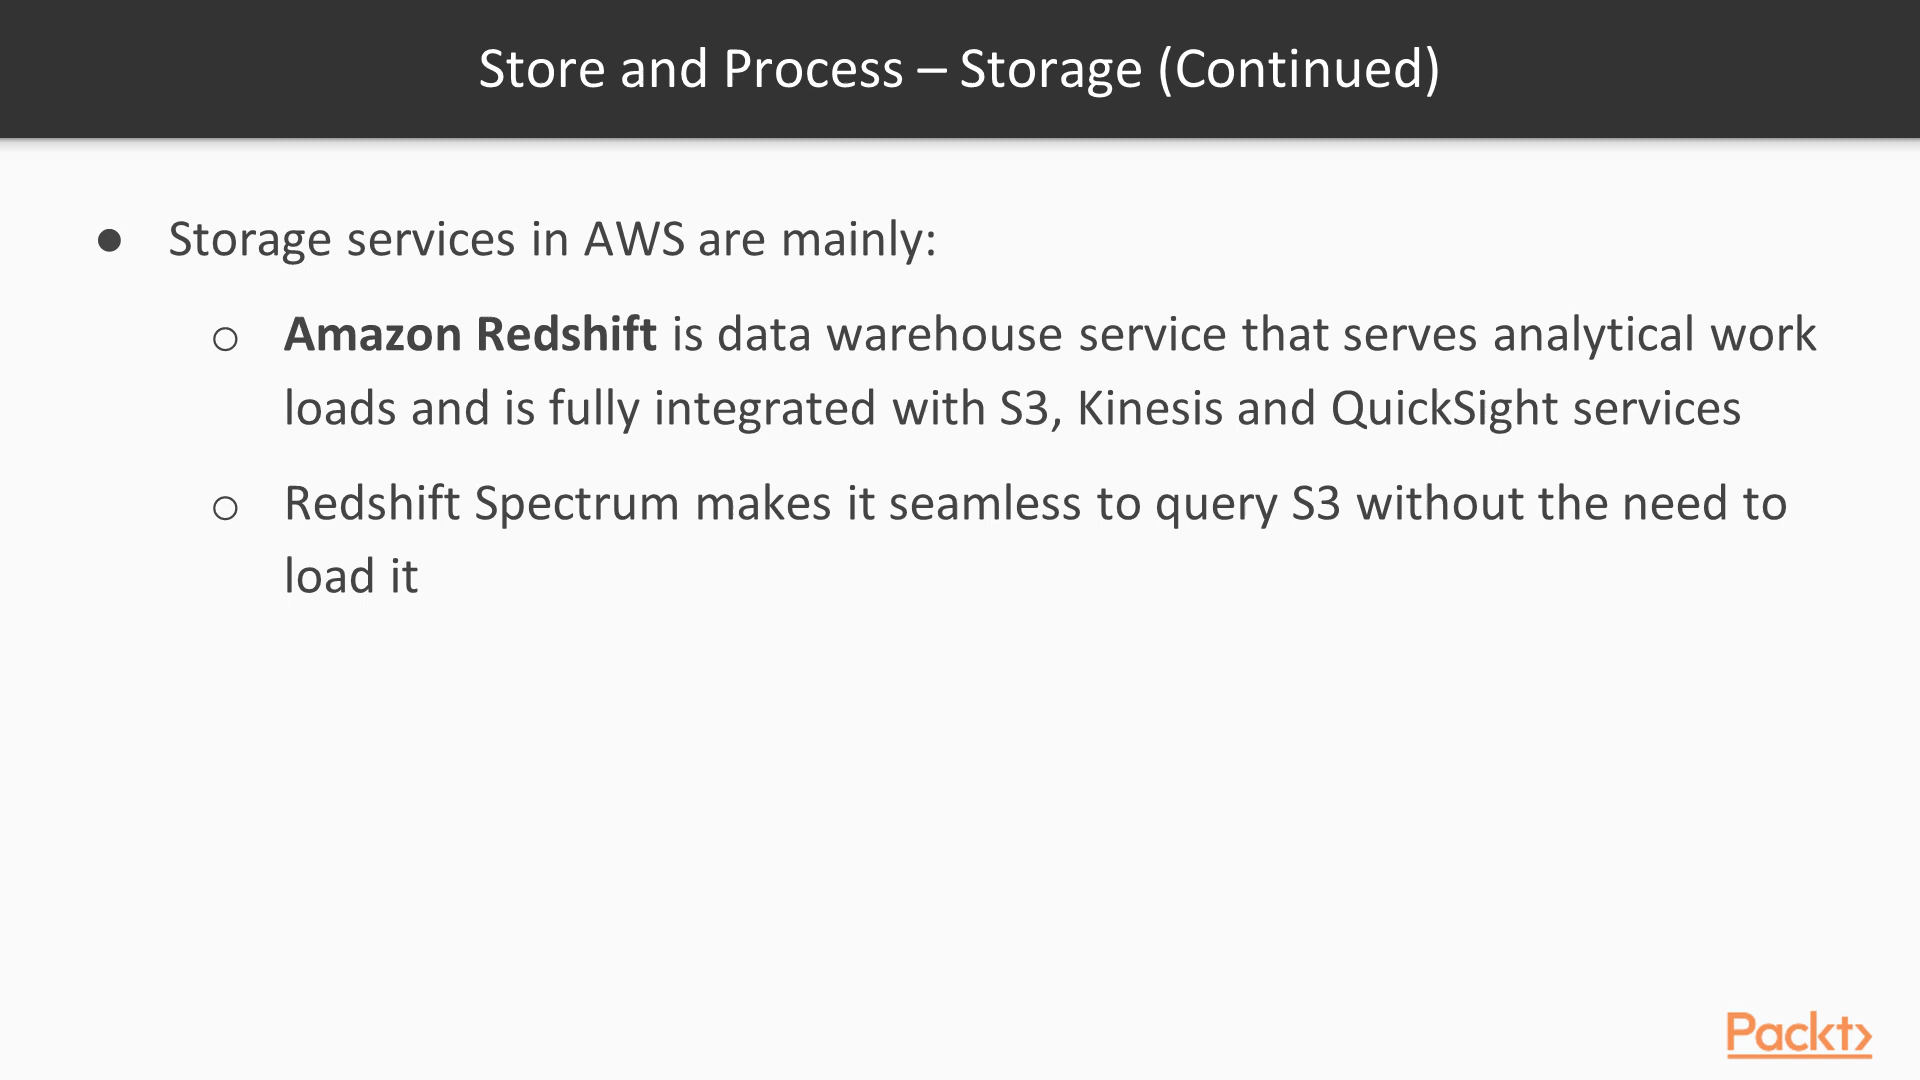 Store and Process – Storage (Continued)
● Storage services in AWS are mainly:
○ Amazon Redshift is data warehouse service that serves analytical work
loads and is fully integrated with S3, Kinesis and QuickSight services
○ Redshift Spectrum makes it seamless to query S3 without the need to
load it
Packt>